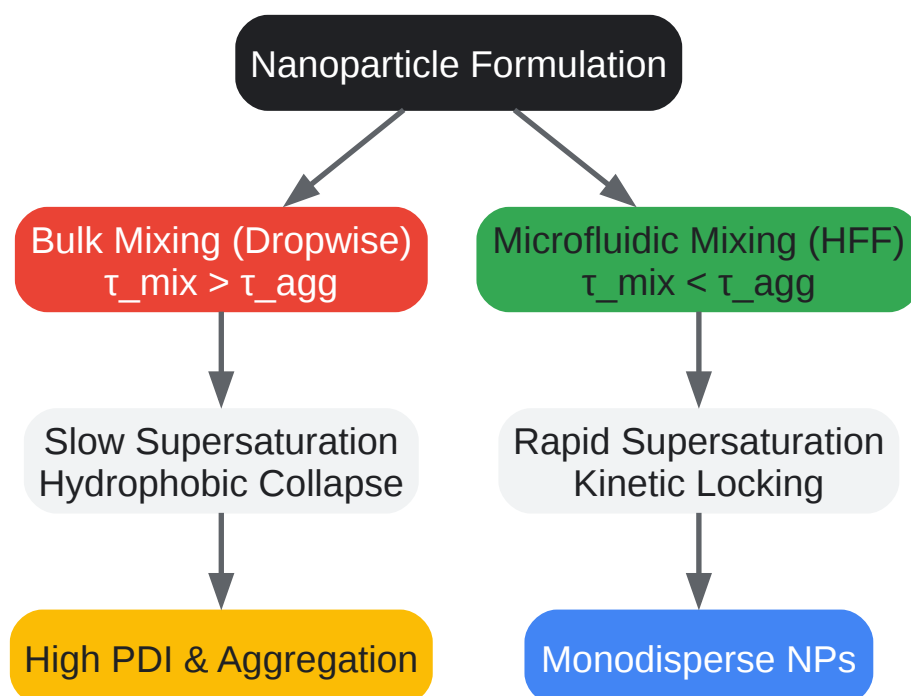 Nanoparticle Formulation
Bulk Mixing (Dropwise)
τ_mix > τ_agg
Microfluidic Mixing (HFF)
τ_mix < τ_agg
Slow Supersaturation
Hydrophobic Collapse
Rapid Supersaturation
Kinetic Locking
High PDI & Aggregation
Monodisperse NPs